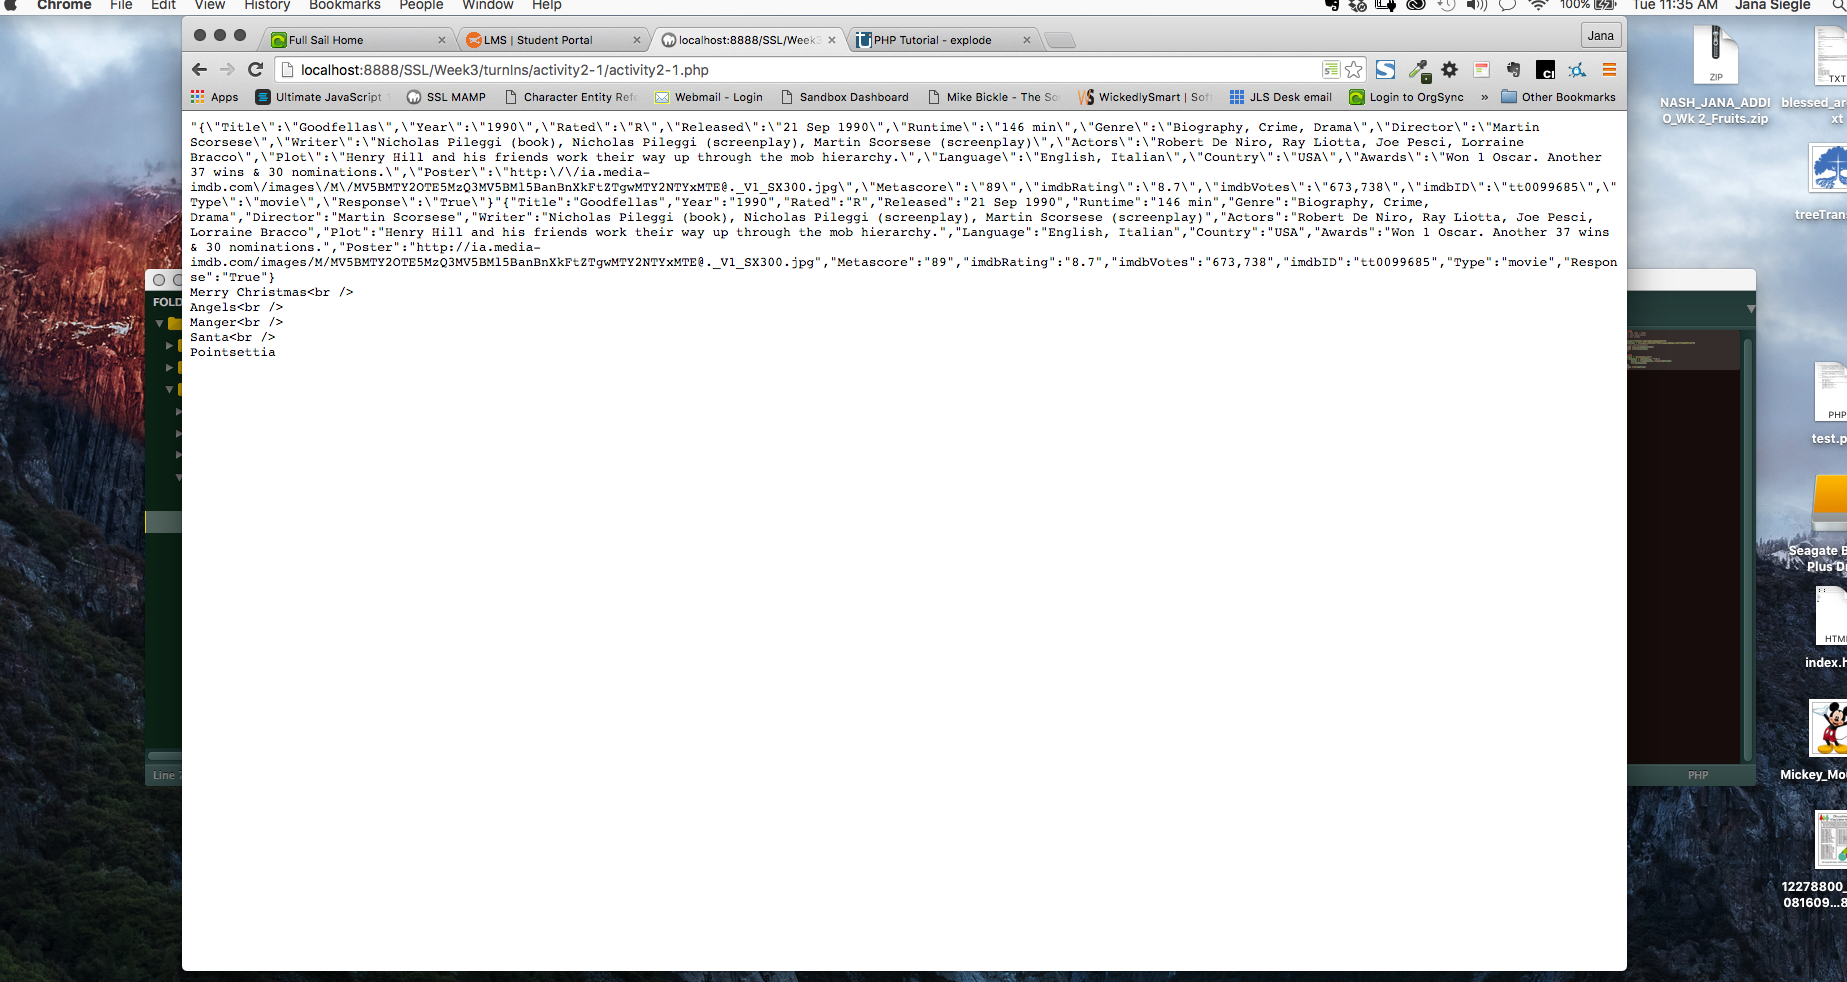 Chrome File Edit View History Bookmarks People Window Help 100% Tue 11:35 AM Jana Siegle
Full Sail Home LMS | Student Portal localhost:8888/SSL/Week3 PHP Tutorial - explode Jana
localhost:8888/SSL/Week3/turnIns/activity2-1/activity2-1.php
Apps Ultimate JavaScript SSL MAMP Character Entity Refe Webmail - Login Sandbox Dashboard Mike Bickle - The So WickedlySmart | Soft JLS Desk email Login to OrgSync » Other Bookmarks
"{\"Title\":\"Goodfellas\",\"Year\":\"1990\",\"Rated\":\"R\",\"Released\":\"21 Sep 1990\",\"Runtime\":\"146 min\",\"Genre\":\"Biography, Crime, Drama\",\"Director\":\"Martin
Scorsese\",\"Writer\":\"Nicholas Pileggi (book), Nicholas Pileggi (screenplay), Martin Scorsese (screenplay)\",\"Actors\":\"Robert De Niro, Ray Liotta, Joe Pesci, Lorraine
Bracco\",\"Plot\":\"Henry Hill and his friends work their way up through the mob hierarchy.\",\"Language\":\"English, Italian\",\"Country\":\"USA\",\"Awards\":\"Won 1 Oscar. Another
37 wins & 30 nominations.\",\"Poster\":\"http:\/\/ia.media-
imdb.com\/images\/M\/MV5BMTY2OTE5MzQ3MV5BMl5BanBnXkFtZTgwMTY2NTYxMTE@._V1_SX300.jpg\",\"Metascore\":\"89\",\"imdbRating\":\"8.7\",\"imdbVotes\":\"673,738\",\"imdbID\":\"tt0099685\",\"
Type\":\"movie\",\"Response\":\"True\"}"{"Title":"Goodfellas","Year":"1990","Rated":"R","Released":"21 Sep 1990","Runtime":"146 min","Genre":"Biography, Crime,
Drama","Director":"Martin Scorsese","Writer":"Nicholas Pileggi (book), Nicholas Pileggi (screenplay), Martin Scorsese (screenplay)","Actors":"Robert De Niro, Ray Liotta, Joe Pesci,
Lorraine Bracco","Plot":"Henry Hill and his friends work their way up through the mob hierarchy.","Language":"English, Italian","Country":"USA","Awards":"Won 1 Oscar. Another 37 wins
& 30 nominations.","Poster":"http://ia.media-
imdb.com/images/M/MV5BMTY2OTE5MzQ3MV5BMl5BanBnXkFtZTgwMTY2NTYxMTE@._V1_SX300.jpg","Metascore":"89","imdbRating":"8.7","imdbVotes":"673,738","imdbID":"tt0099685","Type":"movie","Respon
se":"True"}
Merry Christmas<br />
Angels<br />
Manger<br />
Santa<br />
Pointsettia
FOLD
Line 7
PHP
ZIP
NASH_JANA_ADDI
O_Wk 2_Fruits.zip
TXT
blessed_ar
xt
treeTran
PHP
test.p
Seagate B
Plus Dr
HTM
index.h
Mickey_Mou
12278800_
081609...8